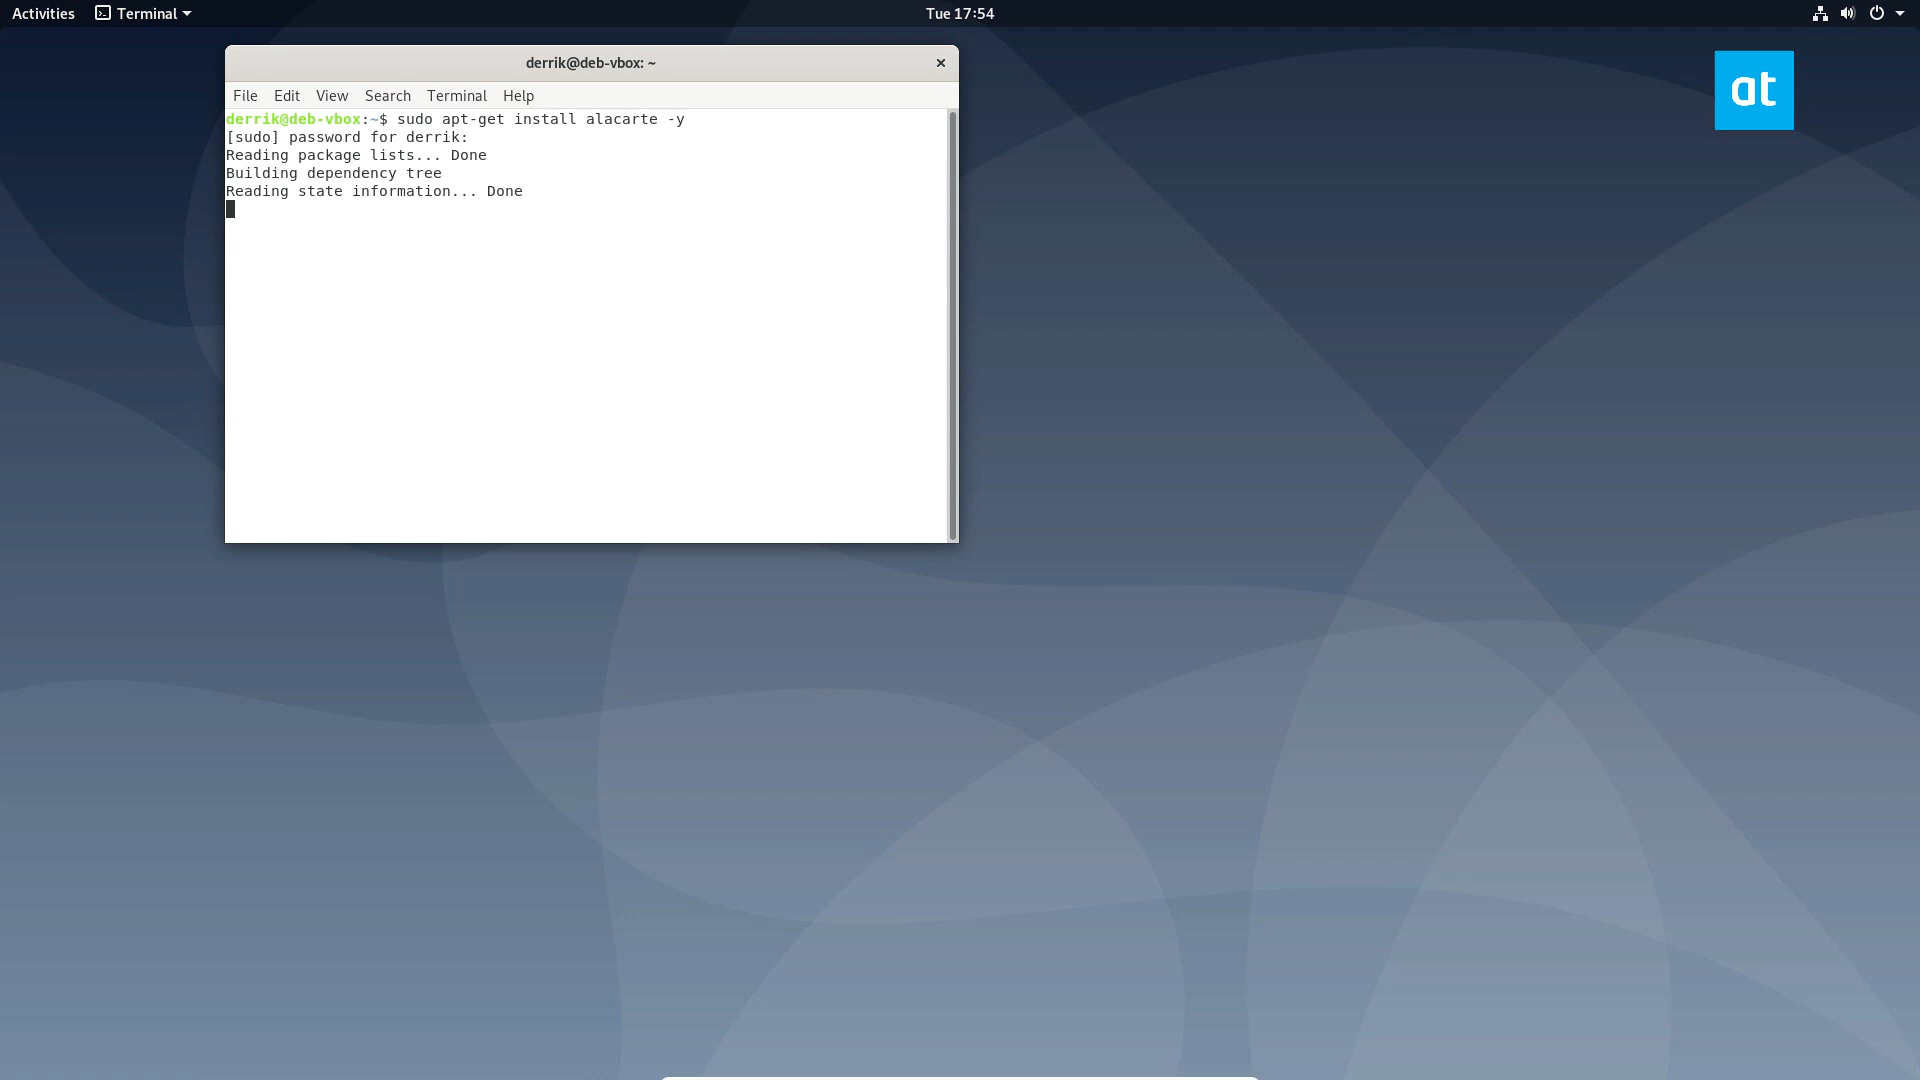 Activities Terminal Tue 17:54
at
derrik@deb-vbox: ~
File Edit View Search Terminal Help
derrik@deb-vbox:~$ sudo apt-get install alacarte -y
[sudo] password for derrik:
Reading package lists... Done
Building dependency tree
Reading state information... Done